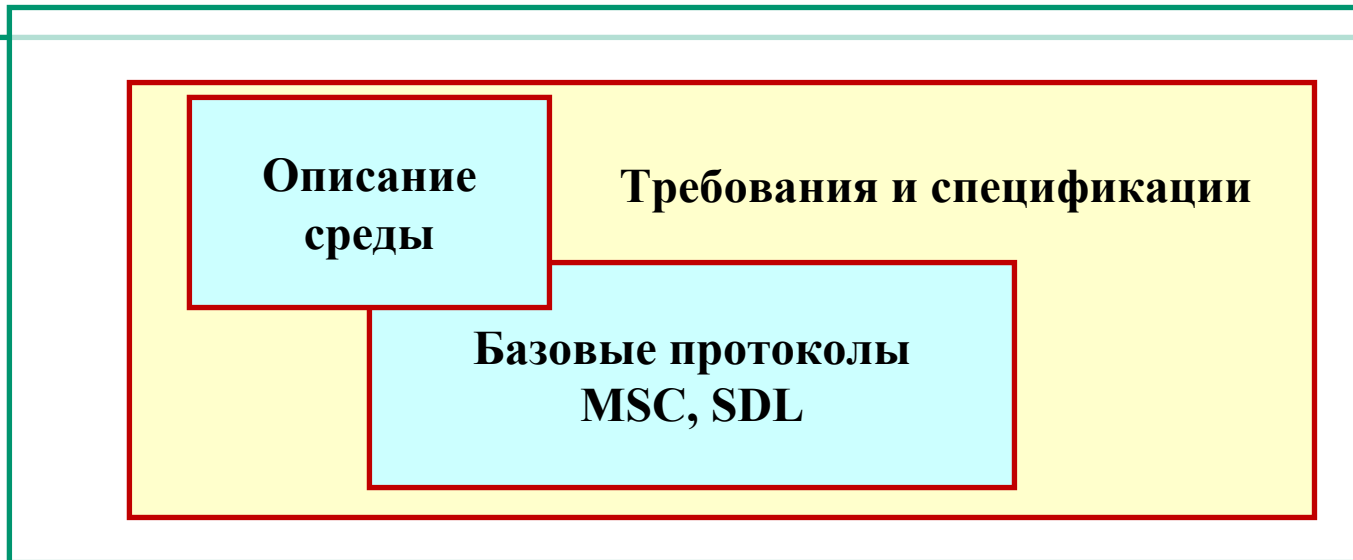 Описание
среды
Требования и спецификации
Базовые протоколы
MSC, SDL